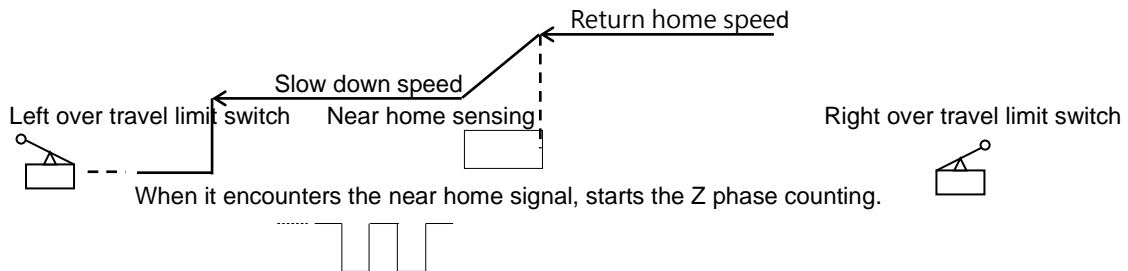 Return home speed
Slow down speed
Left over travel limit switch Near home sensing Right over travel limit switch
When it encounters the near home signal, starts the Z phase counting.